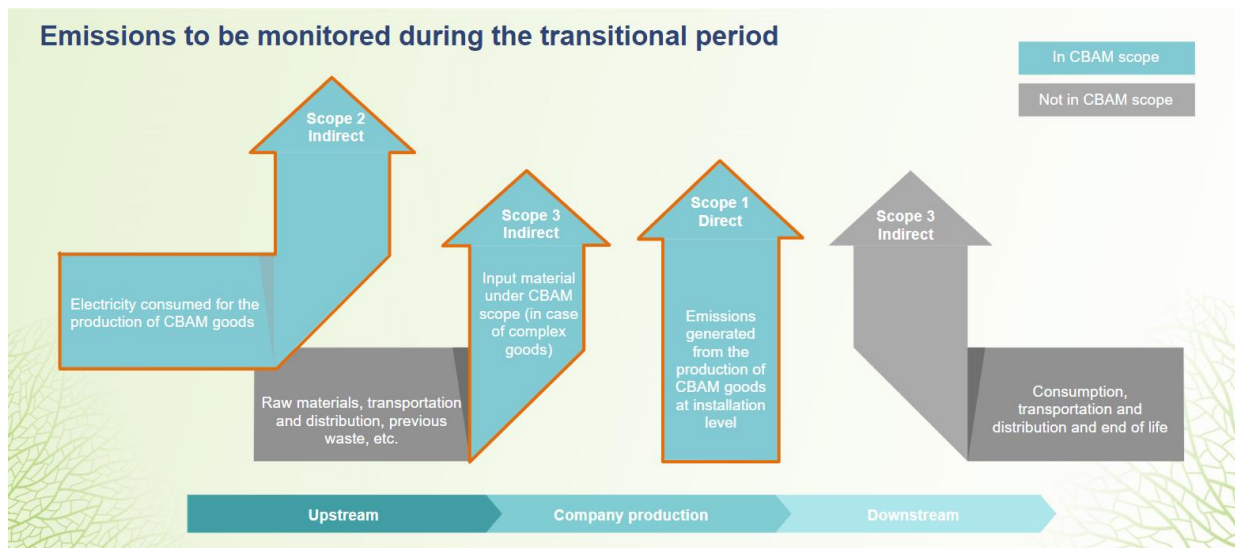 Emissions to be monitored during the transitional period
In CBAM scope
Not in CBAM scope
Scope 2
Indirect
Electricity consumed for the
production of CBAM goods
Raw materials, transportation
and distribution, previous
waste, etc.
Scope 3
Indirect
Input material
under CBAM
scope (in case
of complex
goods)
Scope 1
Direct
Emissions
generated
from the
production of
CBAM goods
at installation
level
Scope 3
Indirect
Consumption,
transportation and
distribution and end of life
Upstream
Company production
Downstream